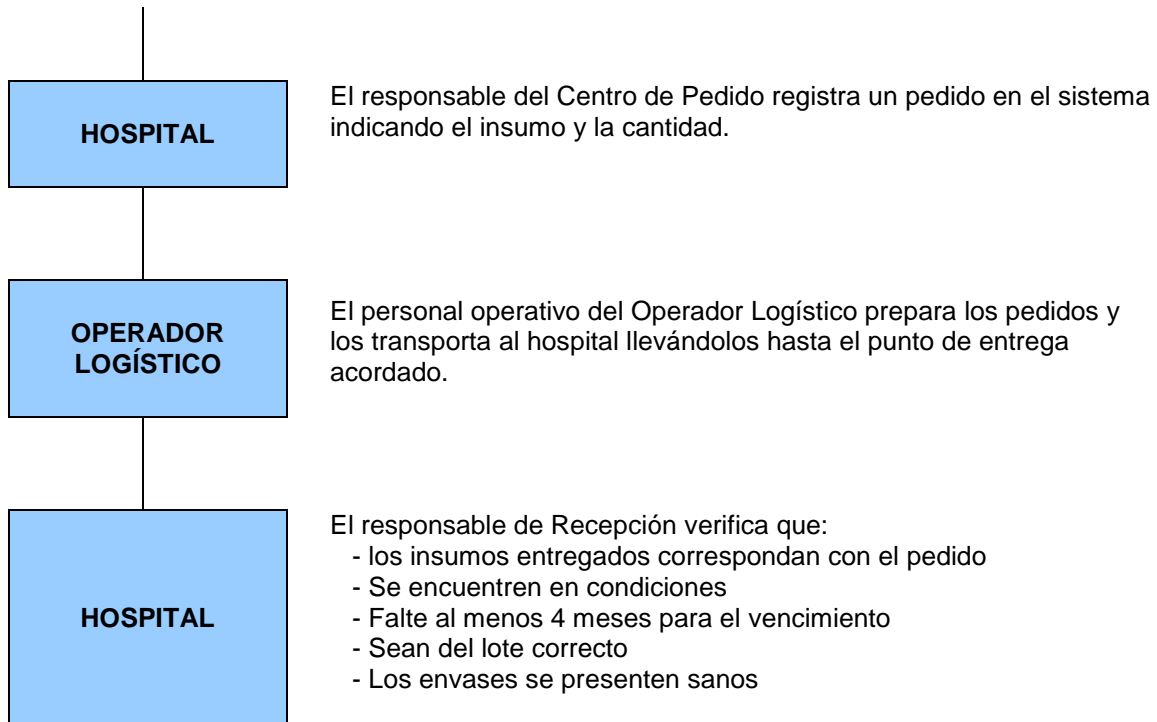 HOSPITAL
El responsable del Centro de Pedido registra un pedido en el sistema
indicando el insumo y la cantidad.
OPERADOR
LOGÍSTICO
El personal operativo del Operador Logístico prepara los pedidos y
los transporta al hospital llevándolos hasta el punto de entrega
acordado.
HOSPITAL
El responsable de Recepción verifica que:
- los insumos entregados correspondan con el pedido
- Se encuentren en condiciones
- Falte al menos 4 meses para el vencimiento
- Sean del lote correcto
- Los envases se presenten sanos